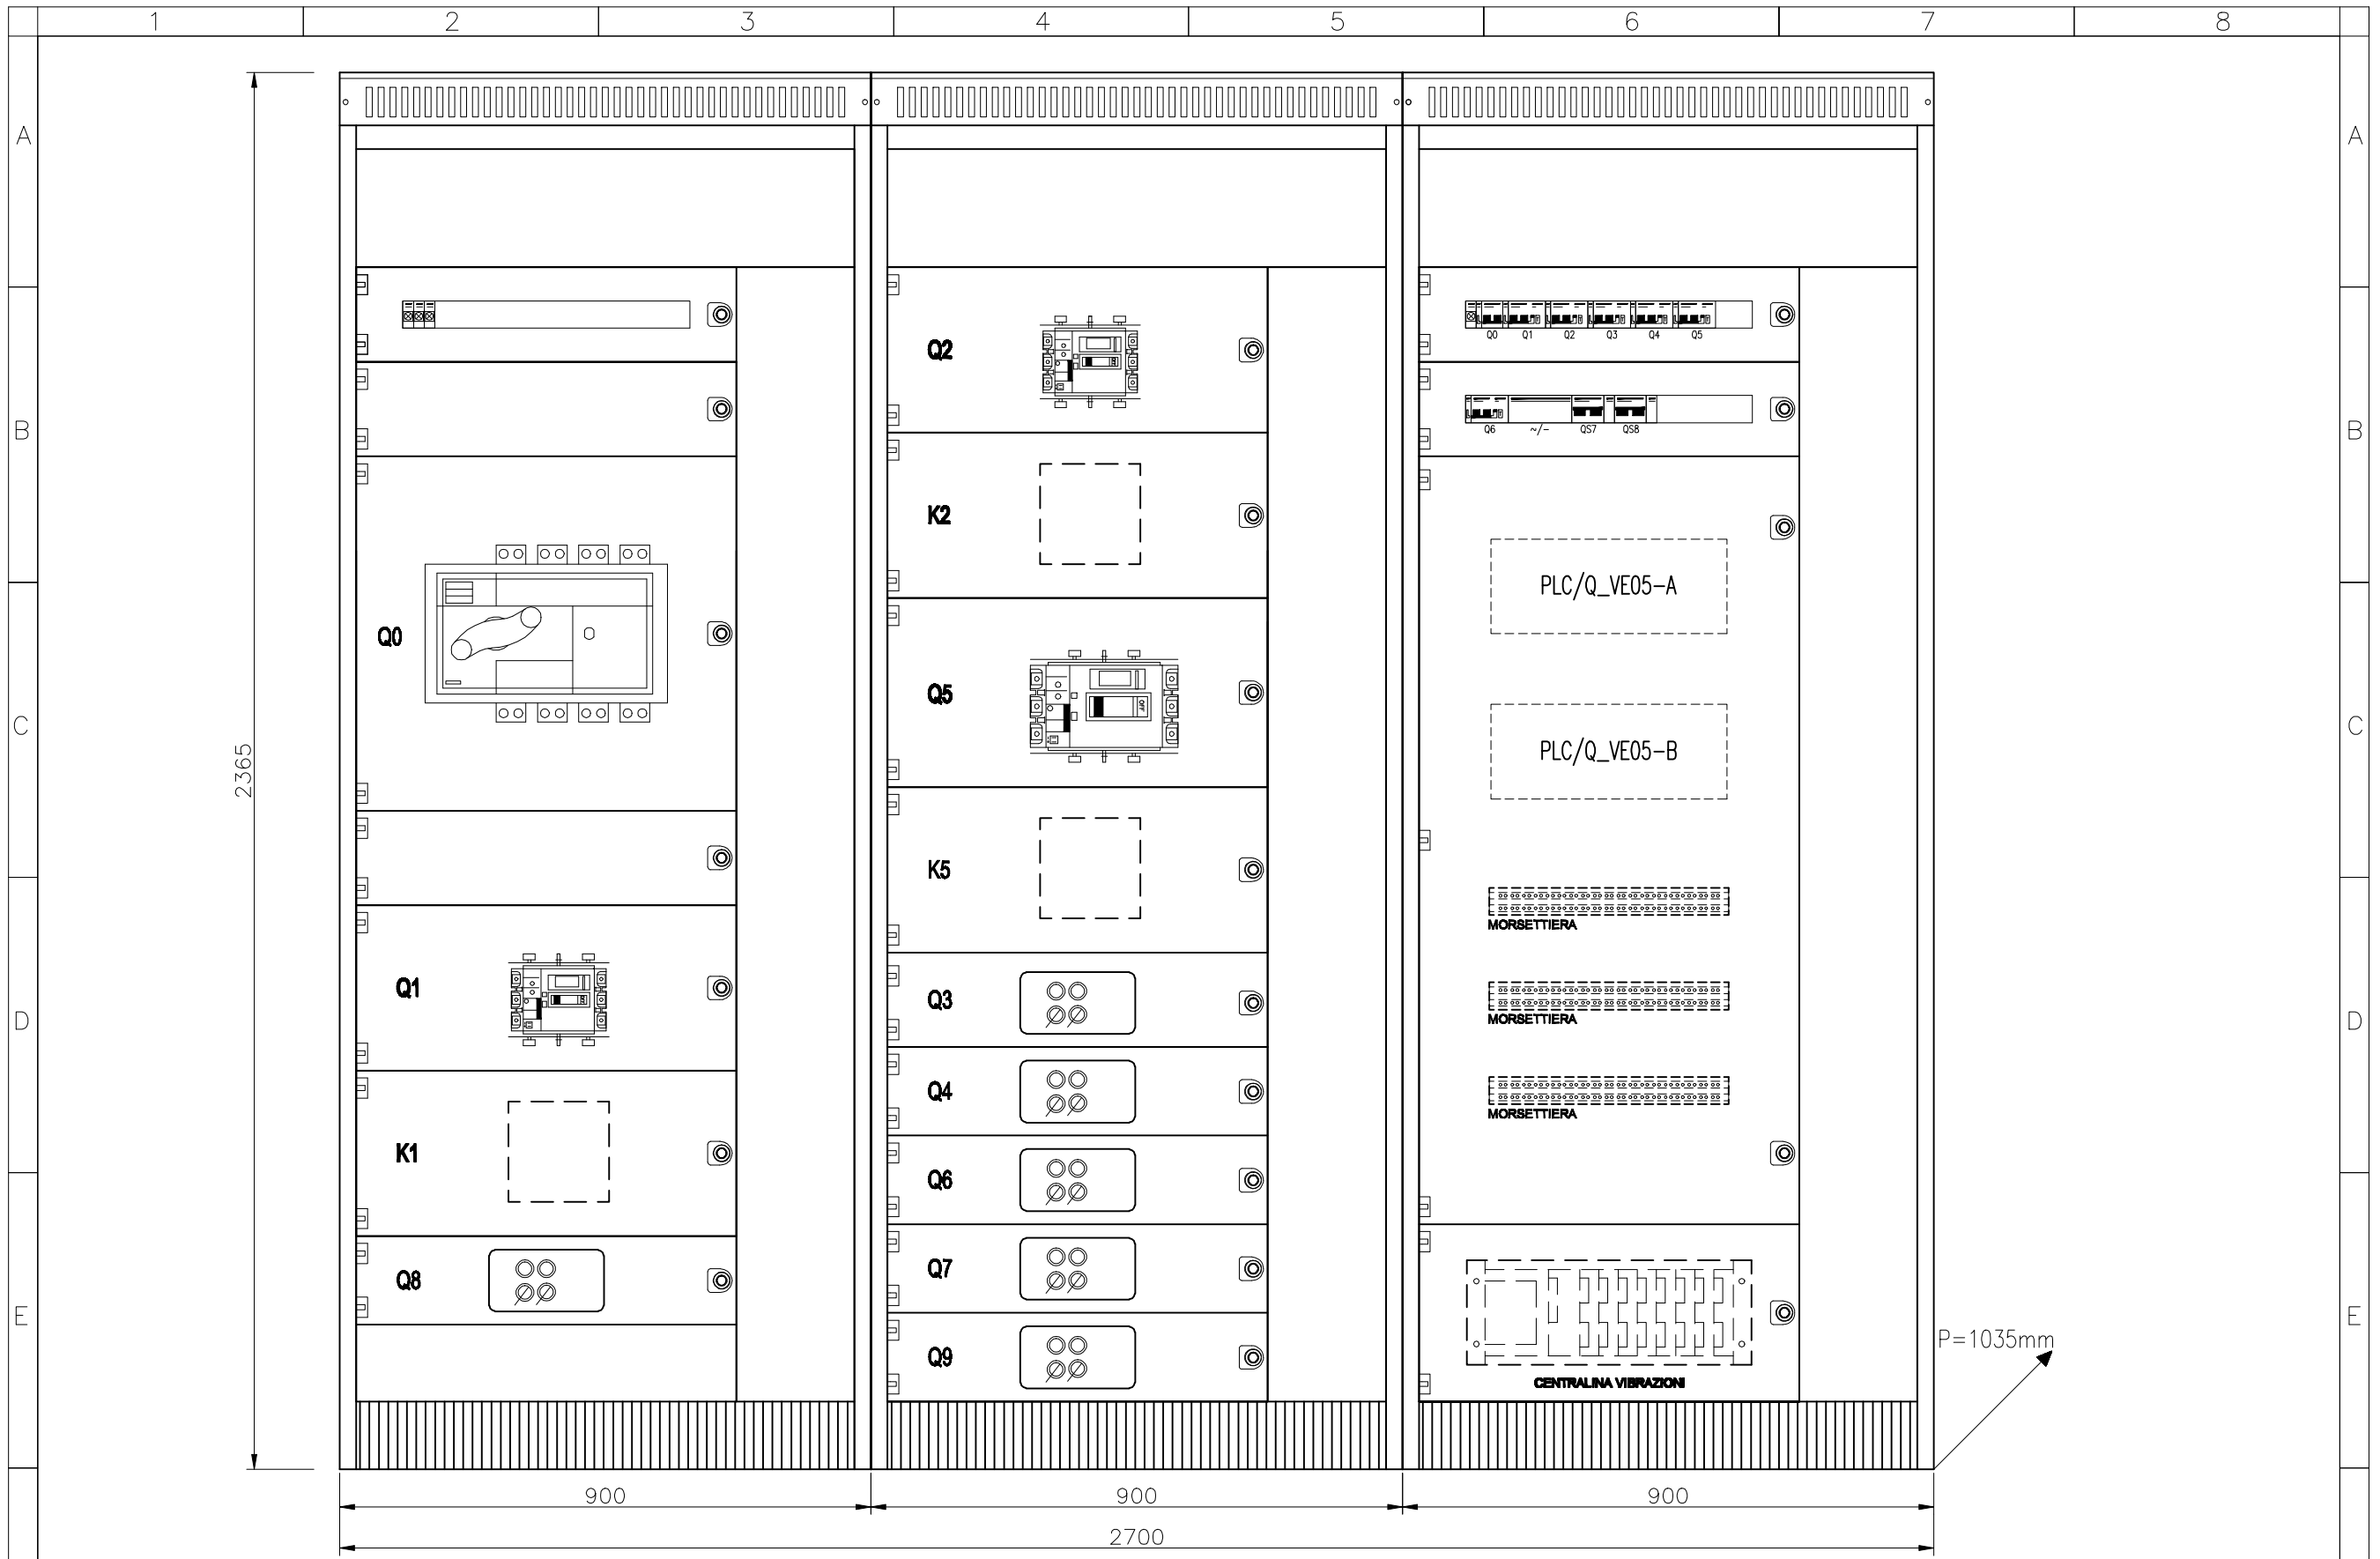 1 2 3 4 5 6 7 8
A A
B B
C C
D D
E E
Q0
Q1
K1
Q8
Q2
K2
Q5
OFF
K5
Q3
Q4
Q6
Q7
Q9
Q0 Q1 Q2 Q3 Q4 Q5
Q6 ~/- QS7 QS8
PLC/Q_VE05-A
PLC/Q_VE05-B
MORSETTIERA
MORSETTIERA
MORSETTIERA
CENTRALINA VIBRAZIONI
2365
P=1035mm
900 900 900
2700